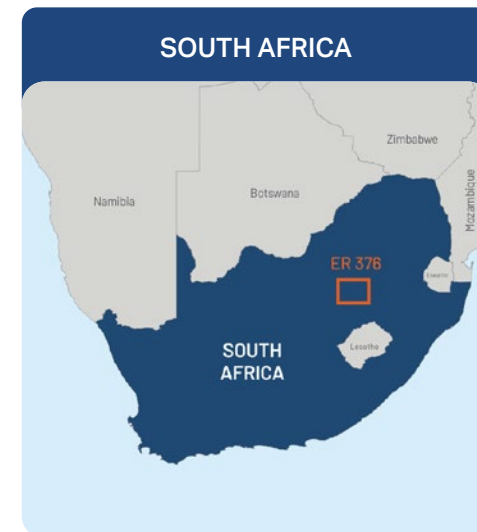 SOUTH AFRICA
Zimbabwe
Namibia
Botswana
Mozambique
ER 376
Eswatini
SOUTH
AFRICA
Lesotho